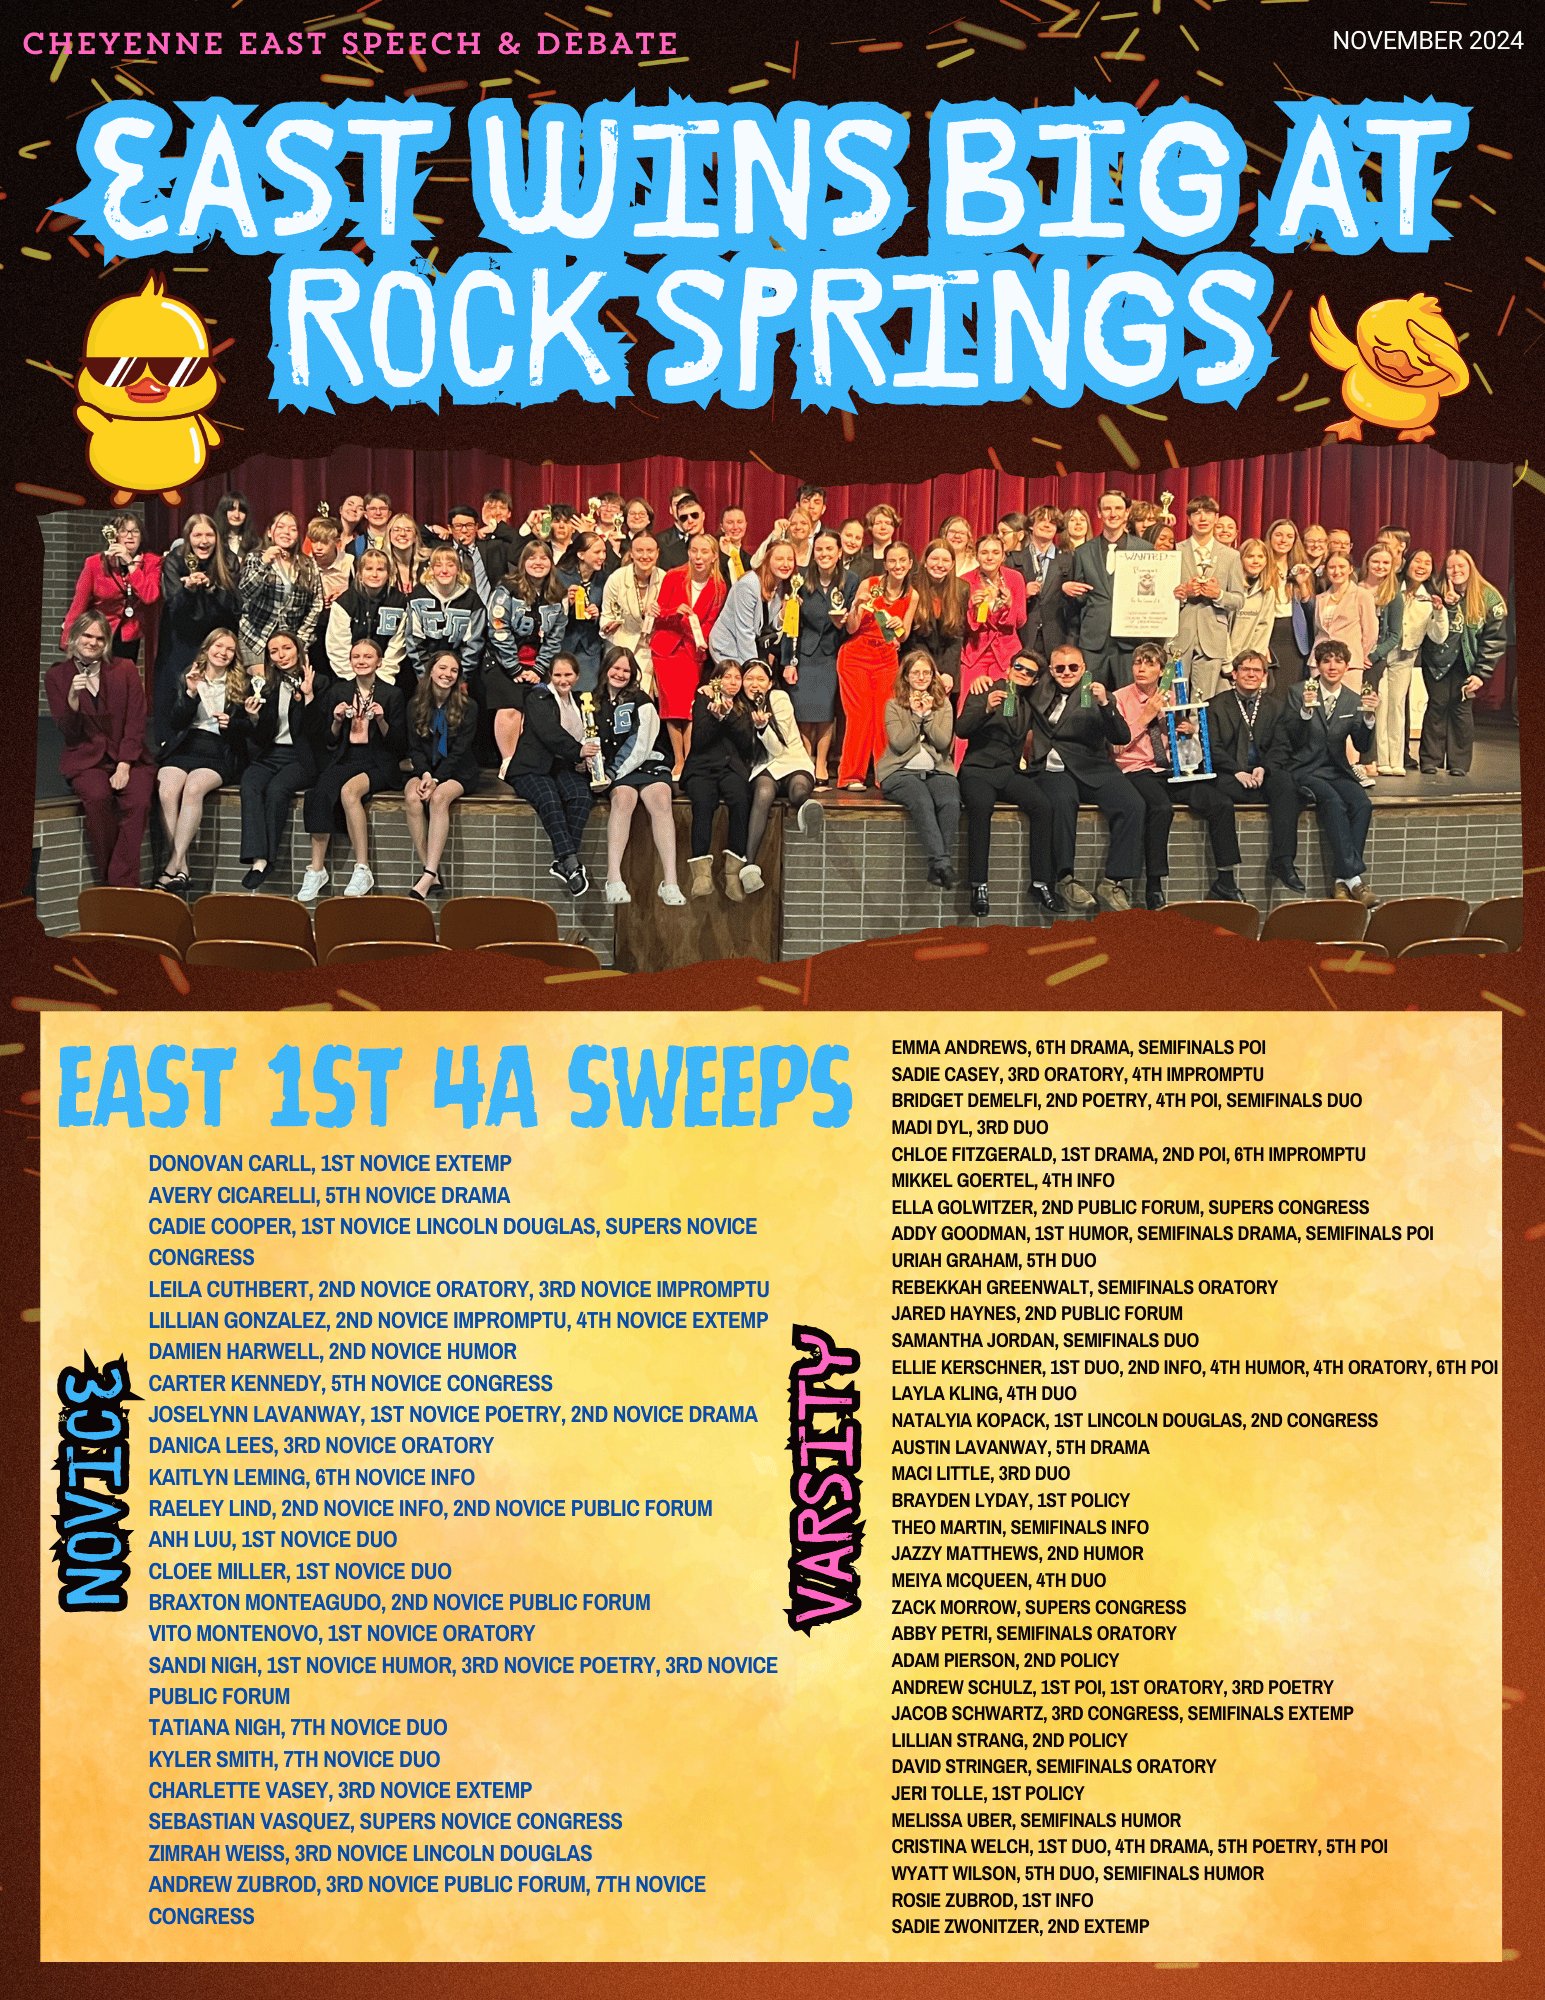 CHEYENNE EAST SPEECH & DEBATE
NOVEMBER 2024
EAST WINS BIG AT
ROCK SPRINGS
WANTED
EAST 1ST 4A SWEEPS
NOVICE
DONOVAN CARLL, 1ST NOVICE EXTEMP
AVERY CICARELLI, 5TH NOVICE DRAMA
CADIE COOPER, 1ST NOVICE LINCOLN DOUGLAS, SUPERS NOVICE
CONGRESS
LEILA CUTHBERT, 2ND NOVICE ORATORY, 3RD NOVICE IMPROMPTU
LILLIAN GONZALEZ, 2ND NOVICE IMPROMPTU, 4TH NOVICE EXTEMP
DAMIEN HARWELL, 2ND NOVICE HUMOR
CARTER KENNEDY, 5TH NOVICE CONGRESS
JOSELYNN LAVANWAY, 1ST NOVICE POETRY, 2ND NOVICE DRAMA
DANICA LEES, 3RD NOVICE ORATORY
KAITLYN LEMING, 6TH NOVICE INFO
RAELEY LIND, 2ND NOVICE INFO, 2ND NOVICE PUBLIC FORUM
ANH LUU, 1ST NOVICE DUO
CLOEE MILLER, 1ST NOVICE DUO
BRAXTON MONTEAGUDO, 2ND NOVICE PUBLIC FORUM
VITO MONTENOVO, 1ST NOVICE ORATORY
SANDI NIGH, 1ST NOVICE HUMOR, 3RD NOVICE POETRY, 3RD NOVICE
PUBLIC FORUM
TATIANA NIGH, 7TH NOVICE DUO
KYLER SMITH, 7TH NOVICE DUO
CHARLETTE VASEY, 3RD NOVICE EXTEMP
SEBASTIAN VASQUEZ, SUPERS NOVICE CONGRESS
ZIMRAH WEISS, 3RD NOVICE LINCOLN DOUGLAS
ANDREW ZUBROD, 3RD NOVICE PUBLIC FORUM, 7TH NOVICE
CONGRESS
VARSITY
EMMA ANDREWS, 6TH DRAMA, SEMIFINALS POI
SADIE CASEY, 3RD ORATORY, 4TH IMPROMPTU
BRIDGET DEMELFI, 2ND POETRY, 4TH POI, SEMIFINALS DUO
MADI DYL, 3RD DUO
CHLOE FITZGERALD, 1ST DRAMA, 2ND POI, 6TH IMPROMPTU
MIKKEL GOERTEL, 4TH INFO
ELLA GOLWITZER, 2ND PUBLIC FORUM, SUPERS CONGRESS
ADDY GOODMAN, 1ST HUMOR, SEMIFINALS DRAMA, SEMIFINALS POI
URIAH GRAHAM, 5TH DUO
REBEKKAH GREENWALT, SEMIFINALS ORATORY
JARED HAYNES, 2ND PUBLIC FORUM
SAMANTHA JORDAN, SEMIFINALS DUO
ELLIE KERSCHNER, 1ST DUO, 2ND INFO, 4TH HUMOR, 4TH ORATORY, 6TH POI
LAYLA KLING, 4TH DUO
NATALYIA KOPACK, 1ST LINCOLN DOUGLAS, 2ND CONGRESS
AUSTIN LAVANWAY, 5TH DRAMA
MACI LITTLE, 3RD DUO
BRAYDEN LYDAY, 1ST POLICY
THEO MARTIN, SEMIFINALS INFO
JAZZY MATTHEWS, 2ND HUMOR
MEIYA MCQUEEN, 4TH DUO
ZACK MORROW, SUPERS CONGRESS
ABBY PETRI, SEMIFINALS ORATORY
ADAM PIERSON, 2ND POLICY
ANDREW SCHULZ, 1ST POI, 1ST ORATORY, 3RD POETRY
JACOB SCHWARTZ, 3RD CONGRESS, SEMIFINALS EXTEMP
LILLIAN STRANG, 2ND POLICY
DAVID STRINGER, SEMIFINALS ORATORY
JERI TOLLE, 1ST POLICY
MELISSA UBER, SEMIFINALS HUMOR
CRISTINA WELCH, 1ST DUO, 4TH DRAMA, 5TH POETRY, 5TH POI
WYATT WILSON, 5TH DUO, SEMIFINALS HUMOR
ROSIE ZUBROD, 1ST INFO
SADIE ZWONITZER, 2ND EXTEMP